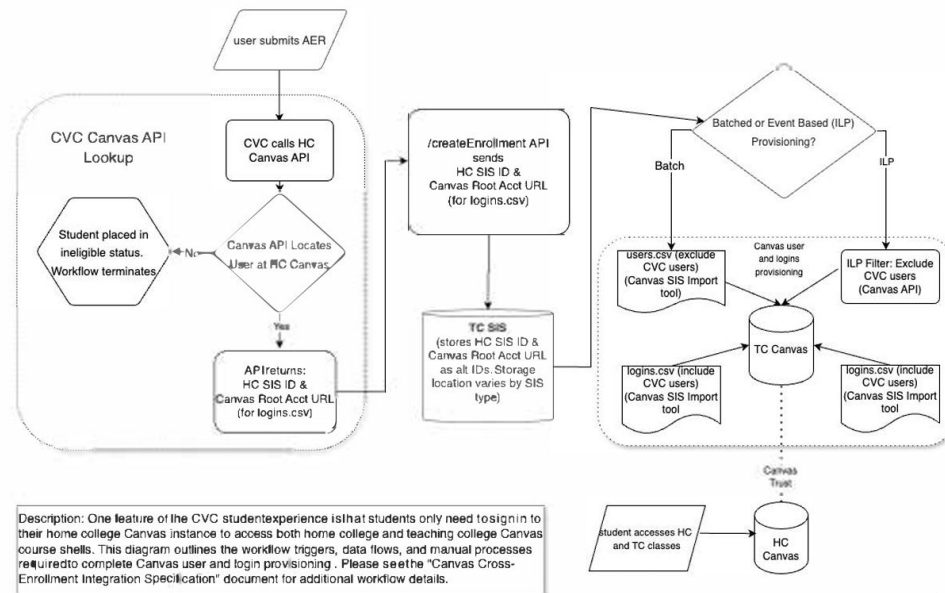 user submits AER
CVC Canvas API
Lookup
CVC calls HC
Canvas API
Canvas API Locates
User at HC Canvas
No
Student placed in
ineligible status.
Workflow terminates
Yes
API returns:
HC SIS ID &
Canvas Root Acct URL
(for logins.csv)
/createEnrollment API
sends
HC SIS ID &
Canvas Root Acct URL
(for logins.csv)
TC SIS
(stores HC SIS ID &
Canvas Root Acct URL
as alt IDs. Storage
location varies by SIS
type)
Batched or Event Based (ILP)
Provisioning?
Batch
ILP
users.csv (exclude
CVC users)
(Canvas SIS Import
tool)
Canvas user
and logins
provisioning
ILP Filter: Exclude
CVC users
(Canvas API)
TC Canvas
logins.csv (include
CVC users)
(Canvas SIS Import
tool
logins.csv (include
CVC users)
(Canvas SIS Import
tool
Canvas
Trust
student accesses HC
and TC classes
HC
Canvas
Description: One feature of the CVC student experience is that students only need to sign in to
their home college Canvas instance to access both home college and teaching college Canvas
course shells. This diagram outlines the workflow triggers, data flows, and manual processes
required to complete Canvas user and login provisioning . Please see the "Canvas Cross-
Enrollment Integration Specification" document for additional workflow details.